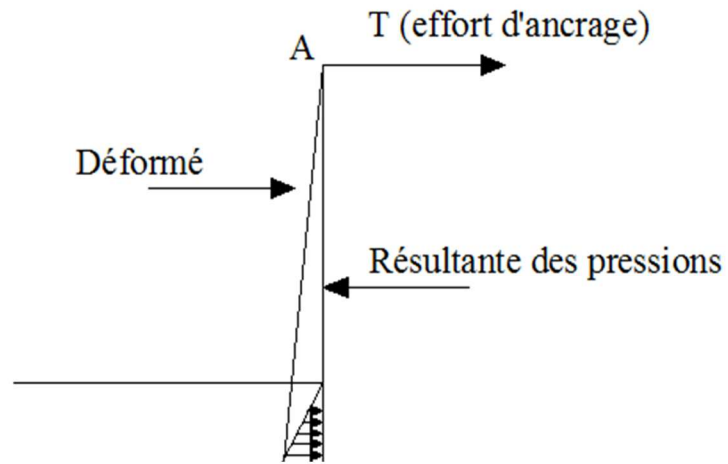 T (effort d'ancrage)
A
Déformé
Résultante des pressions